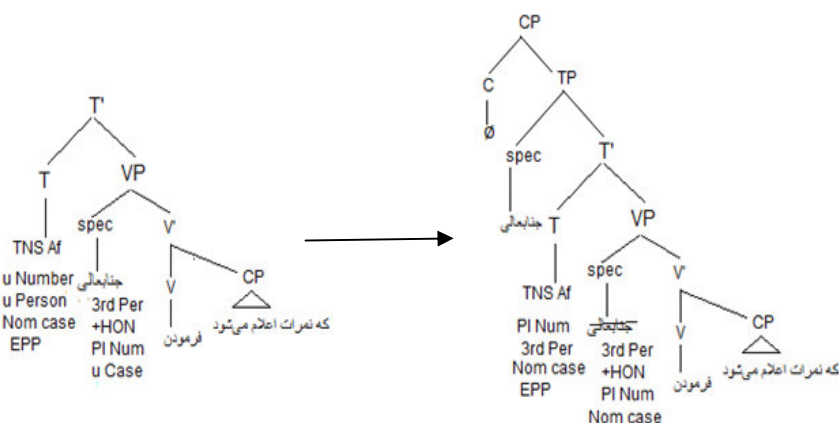 T'
T
VP
TNS Af
spec
V'
u Number
u Person
Nom case
EPP
جنابعالی
3rd Per
+HON
Pl Num
u Case
V
فرمودن
CP
که نمرات اعلام می‌شود
CP
C
TP
Ø
spec
T'
جنابعالی
T
VP
TNS Af
spec
V'
Pl Num
3rd Per
Nom case
EPP
جنابعالی
3rd Per
+HON
Pl Num
Nom case
V
فرمودن
CP
که نمرات اعلام می‌شود